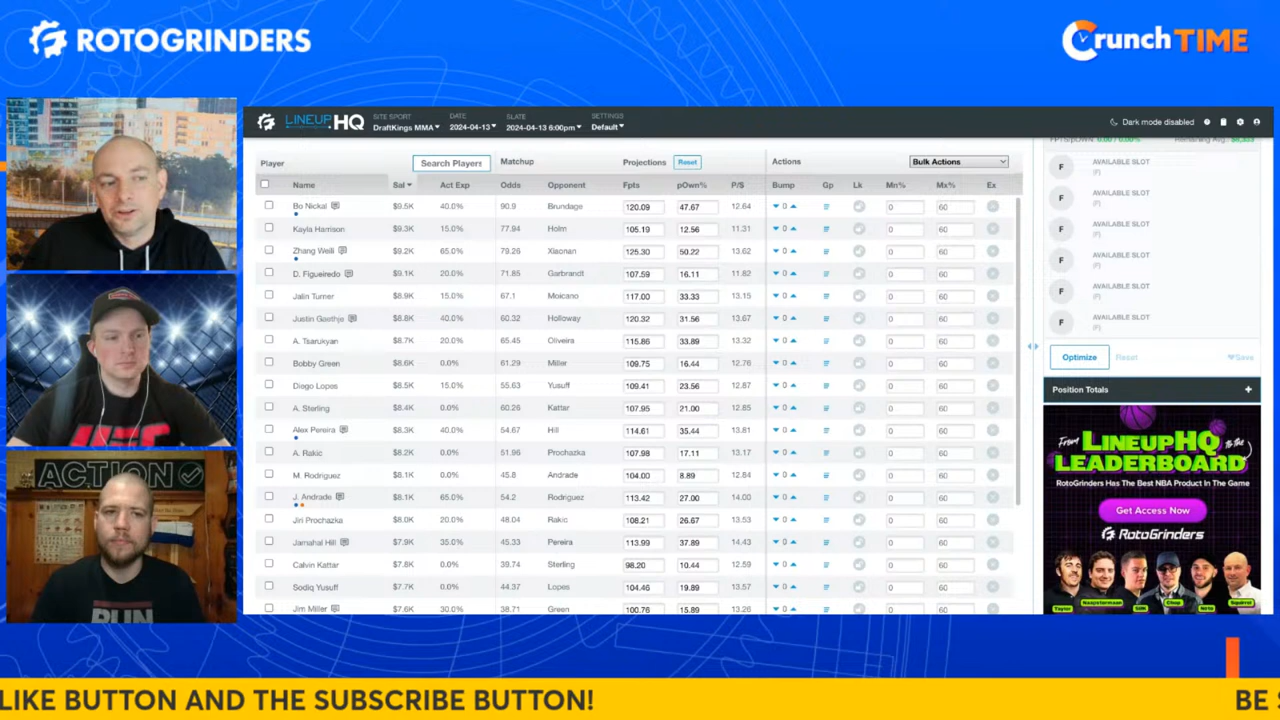 ROTOGRINDERS
CrunchTIME
LINEUPHQ
SITE SPORT
DraftKings MMA
DATE
2024-04-13
SLATE
2024-04-13 6:00pm
SETTINGS
Default
Dark mode disabled
Player
Search Players
Matchup
Projections
Reset
Actions
Bulk Actions
Name Sal Act Exp Odds Opponent Fpts pOwn% P/$ Bump Gp Lk Mn% Mx% Ex
Bo Nickal $9.5K 40.0% 90.9 Brundage 120.09 47.67 12.64 0 0 60
Kayla Harrison $9.3K 15.0% 77.94 Holm 105.19 12.56 11.31 0 0 60
Zhang Weili $9.2K 65.0% 79.26 Xiaonan 125.30 50.22 13.62 0 0 60
D. Figueiredo $9.1K 20.0% 71.85 Garbrandt 107.59 16.11 11.82 0 0 60
Jalin Turner $8.9K 15.0% 67.1 Moicano 117.00 33.33 13.15 0 0 60
Justin Gaethje $8.8K 40.0% 60.32 Holloway 120.32 31.56 13.67 0 0 60
A. Tsarukyan $8.7K 20.0% 65.45 Oliveira 115.86 33.89 13.32 0 0 60
Bobby Green $8.6K 0.0% 61.29 Miller 109.75 16.44 12.76 0 0 60
Diego Lopes $8.5K 15.0% 55.63 Yusuff 109.41 23.56 12.87 0 0 60
A. Sterling $8.4K 0.0% 60.26 Kattar 107.95 21.00 12.85 0 0 60
Alex Pereira $8.3K 40.0% 54.67 Hill 114.61 35.44 13.81 0 0 60
A. Rakic $8.2K 0.0% 51.96 Prochazka 107.98 17.11 13.17 0 0 60
M. Rodriguez $8.1K 0.0% 45.8 Andrade 104.00 8.89 12.84 0 0 60
J. Andrade $8.1K 65.0% 54.2 Rodriguez 113.42 27.00 14.00 0 0 60
Jiri Prochazka $8.0K 20.0% 48.04 Rakic 108.21 26.67 13.53 0 0 60
Jamahal Hill $7.9K 35.0% 45.33 Pereira 113.99 37.89 14.43 0 0 60
Calvin Kattar $7.8K 0.0% 39.74 Sterling 98.20 10.44 12.59 0 0 60
Sodiq Yusuff $7.7K 0.0% 44.37 Lopes 104.46 19.89 13.57 0 0 60
Jim Miller $7.6K 30.0% 38.71 Green 100.76 15.89 13.26 0 0 60
F AVAILABLE SLOT
(F)
F AVAILABLE SLOT
(F)
F AVAILABLE SLOT
(F)
F AVAILABLE SLOT
(F)
F AVAILABLE SLOT
(F)
F AVAILABLE SLOT
(F)
Optimize
Reset
Save
Position Totals +
From LINEUPHQ to the
LEADERBOARD
RotoGrinders Has The Best NBA Product In The Game
Get Access Now
RotoGrinders
Taylor
Chop
Noto
Squirrel
ACTION
RUN
LIKE BUTTON AND THE SUBSCRIBE BUTTON!
BE S